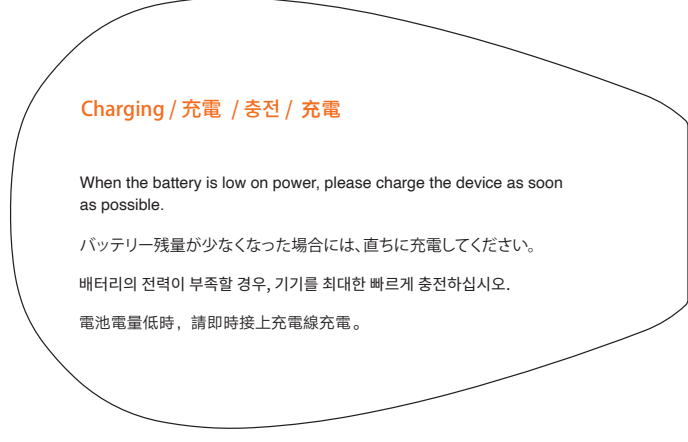 Charging / 充電 / 충전 / 充電
When the battery is low on power, please charge the device as soon
as possible.
バッテリー残量が少なくなった場合には、直ちに充電してください。
배터리의 전력이 부족할 경우, 기기를 최대한 빠르게 충전하십시오.
電池電量低時，請即時接上充電線充電。